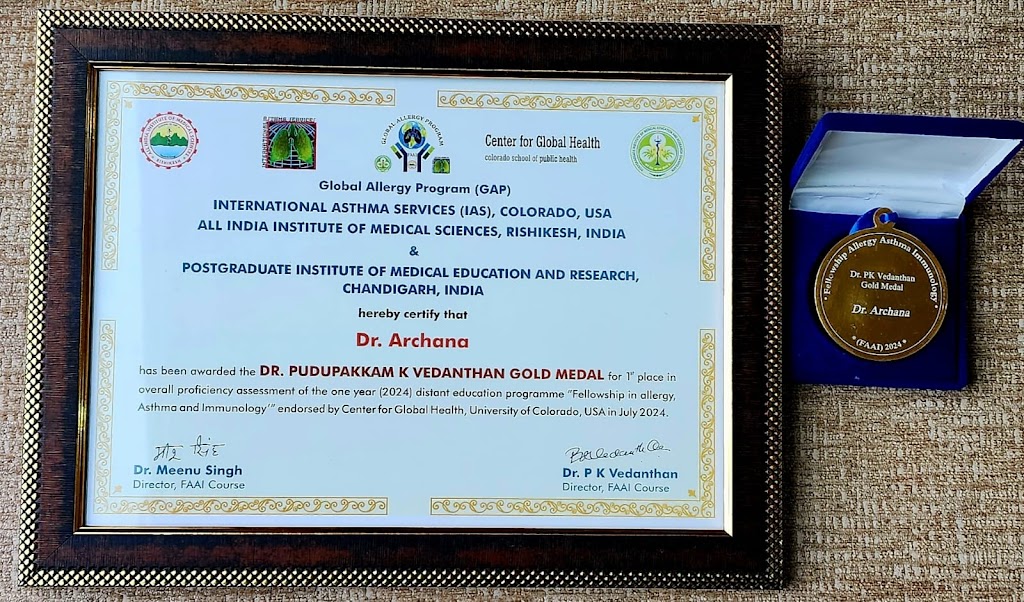 GLOBAL ALLERGY PROGRAM
Center for Global Health
colorado school of public health
Global Allergy Program (GAP)
INTERNATIONAL ASTHMA SERVICES (IAS), COLORADO, USA
ALL INDIA INSTITUTE OF MEDICAL SCIENCES, RISHIKESH, INDIA
&
POSTGRADUATE INSTITUTE OF MEDICAL EDUCATION AND RESEARCH,
CHANDIGARH, INDIA
hereby certify that
Dr. Archana
has been awarded the DR. PUDUPAKKAM K VEDANTHAN GOLD MEDAL for 1st place in
overall proficiency assessment of the one year (2024) distant education programme "Fellowship in allergy,
Asthma and Immunology'" endorsed by Center for Global Health, University of Colorado, USA in July 2024.
मीनू सिंह
Dr. Meenu Singh
Director, FAAI Course
Dr. P K Vedanthan
Director, FAAI Course
Fellowship Allergy Asthma Immunology
Dr. PK Vedanthan
Gold Medal
Dr. Archana
(FAAI) 2024